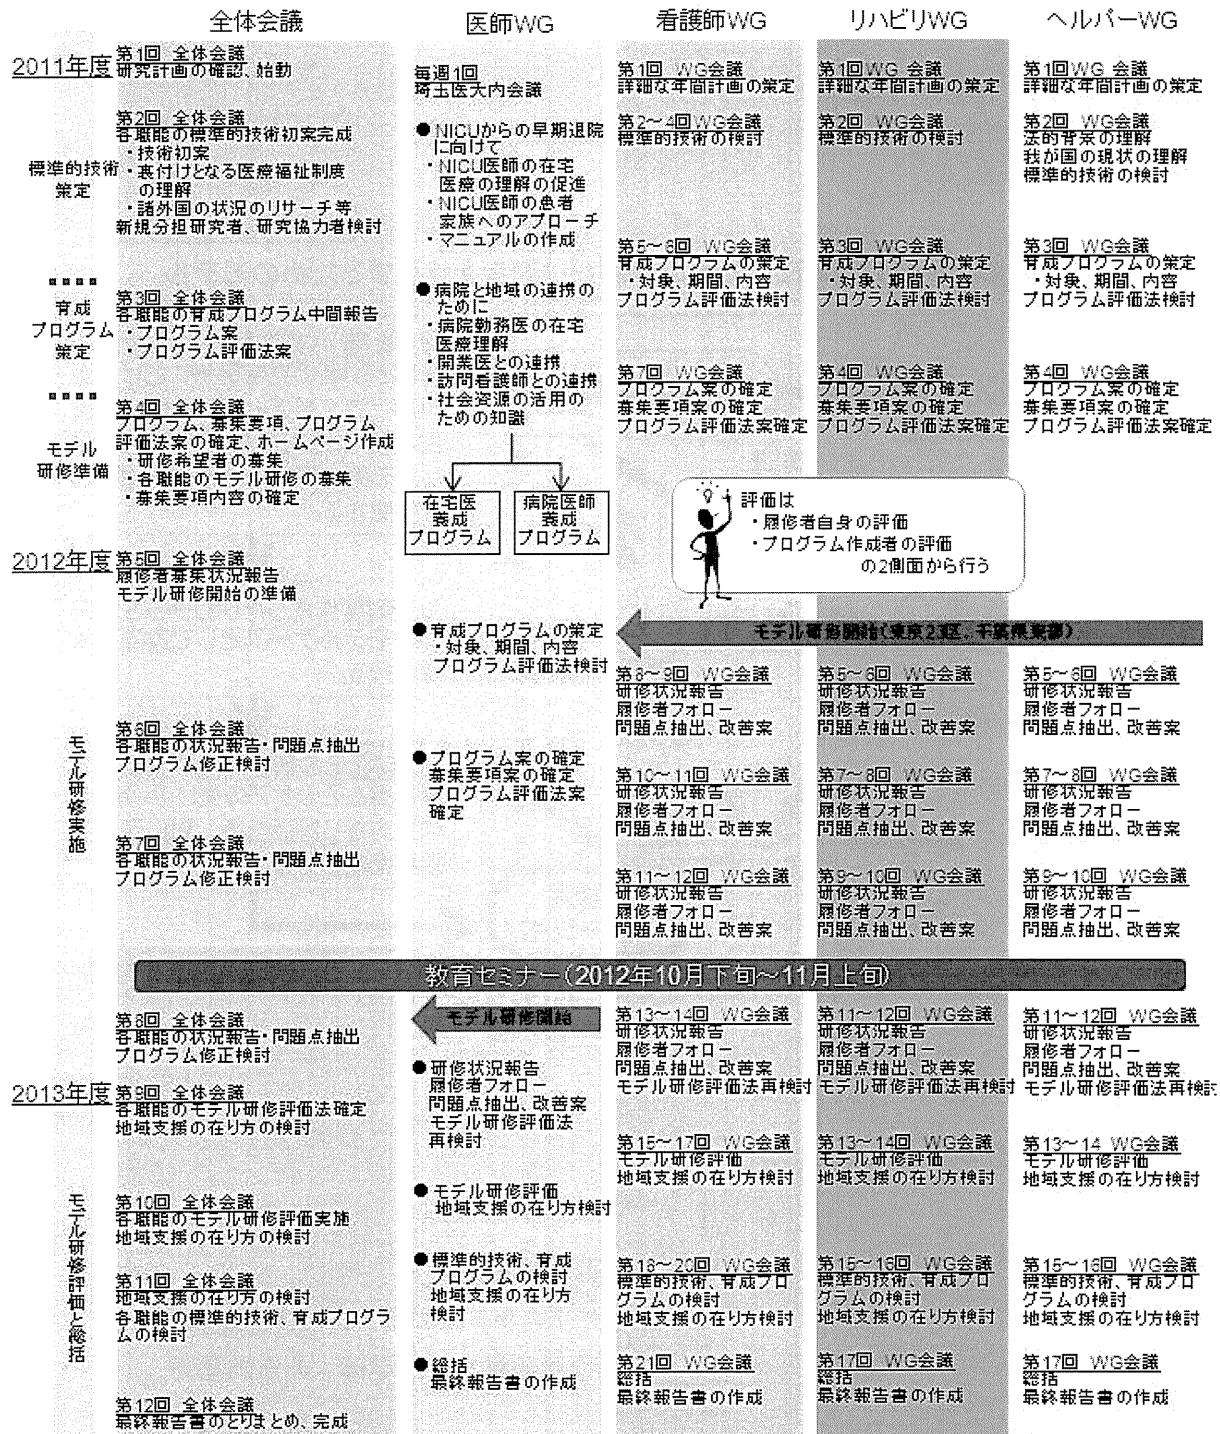 全体会議
医師WG
看護師WG
リハビリWG
ヘルパーWG
2011年度
標準的技術
策定
育成
プログラム
策定
モデル
研修準備
2012年度
モデル研修実施
2013年度
モデル研修評価と総括
第1回 全体会議
研究計画の確認、始動
第2回 全体会議
各職能の標準的技術初案完成
・技術初案
・裏付けとなる医療福祉制度
の理解
・諸外国の状況のリサーチ等
新規分担研究者、研究協力者検討
第3回 全体会議
各職能の育成プログラム中間報告
・プログラム案
・プログラム評価法案
第4回 全体会議
プログラム、募集要項、プログラム
評価法案の確定、ホームページ作成
・研修希望者の募集
・各職能のモデル研修の募集
・募集要項内容の確定
第5回 全体会議
履修者募集状況報告
モデル研修開始の準備
第6回 全体会議
各職能の状況報告・問題点抽出
プログラム修正検討
第7回 全体会議
各職能の状況報告・問題点抽出
プログラム修正検討
教育セミナー(2012年10月下旬～11月上旬)
第8回 全体会議
各職能の状況報告・問題点抽出
プログラム修正検討
第9回 全体会議
各職能のモデル研修評価法確定
地域支援の在り方の検討
第10回 全体会議
各職能のモデル研修評価実施
地域支援の在り方の検討
第11回 全体会議
地域支援の在り方の検討
各職能の標準的技術、育成プログラ
ムの検討
第12回 全体会議
最終報告書のとりまとめ、完成
毎週1回
埼玉医大内会議
●NICUからの早期退院
に向けて
・NICU医師の在宅
医療の理解の促進
・NICU医師の患者
家族へのアプローチ
・マニュアルの作成
●病院と地域の連携の
ために
・病院勤務医の在宅
医療理解
・開業医との連携
・訪問看護師との連携
・社会資源の活用の
ための知識
在宅医
養成
プログラム
病院医師
養成
プログラム
●育成プログラムの策定
・対象、期間、内容
プログラム評価法検討
●プログラム案の確定
募集要項案の確定
プログラム評価法案
確定
モデル研修開始
●研修状況報告
履修者フォロー
問題点抽出、改善案
モデル研修評価法
再検討
●モデル研修評価
地域支援の在り方検討
●標準的技術、育成
プログラムの検討
地域支援の在り方
検討
●総括
最終報告書の作成
第1回 WG会議
詳細な年間計画の策定
第2～4回 WG会議
標準的技術の検討
第5～6回 WG会議
育成プログラムの策定
・対象、期間、内容
プログラム評価法検討
第7回 WG会議
プログラム案の確定
募集要項案の確定
プログラム評価法案確定
評価は
・履修者自身の評価
・プログラム作成者の評価
の2側面から行う
モデル研修開始(東京23区、千葉県東部)
第8～9回 WG会議
研修状況報告
履修者フォロー
問題点抽出、改善案
第10～11回 WG会議
研修状況報告
履修者フォロー
問題点抽出、改善案
第11～12回 WG会議
研修状況報告
履修者フォロー
問題点抽出、改善案
第13～14回 WG会議
研修状況報告
履修者フォロー
問題点抽出、改善案
モデル研修評価法再検討
第15～17回 WG会議
モデル研修評価
地域支援の在り方検討
第18～20回 WG会議
標準的技術、育成プロ
グラムの検討
地域支援の在り方検討
第21回 WG会議
総括
最終報告書の作成
第1回WG 会議
詳細な年間計画の策定
第2回 WG会議
標準的技術の検討
第3回 WG会議
育成プログラムの策定
・対象、期間、内容
プログラム評価法検討
第4回 WG会議
プログラム案の確定
募集要項案の確定
プログラム評価法案確定
第5～6回 WG会議
研修状況報告
履修者フォロー
問題点抽出、改善案
第7～8回 WG会議
研修状況報告
履修者フォロー
問題点抽出、改善案
第9～10回 WG会議
研修状況報告
履修者フォロー
問題点抽出、改善案
第11～12回 WG会議
研修状況報告
履修者フォロー
問題点抽出、改善案
モデル研修評価法再検討
第13～14回 WG会議
モデル研修評価
地域支援の在り方検討
第15～16回 WG会議
標準的技術、育成プロ
グラムの検討
地域支援の在り方検討
第17回 WG会議
総括
最終報告書の作成
第1回WG 会議
詳細な年間計画の策定
第2回 WG会議
法的背景の理解
我が国の現状の理解
標準的技術の検討
第3回 WG会議
育成プログラムの策定
・対象、期間、内容
プログラム評価法検討
第4回 WG会議
プログラム案の確定
募集要項案の確定
プログラム評価法案確定
第5～6回 WG会議
研修状況報告
履修者フォロー
問題点抽出、改善案
第7～8回 WG会議
研修状況報告
履修者フォロー
問題点抽出、改善案
第9～10回 WG会議
研修状況報告
履修者フォロー
問題点抽出、改善案
第11～12回 WG会議
研修状況報告
履修者フォロー
問題点抽出、改善案
モデル研修評価法再検討
第13～14 WG会議
モデル研修評価
地域支援の在り方検討
第15～16回 WG会議
標準的技術、育成プロ
グラムの検討
地域支援の在り方検討
第17回 WG会議
総括
最終報告書の作成